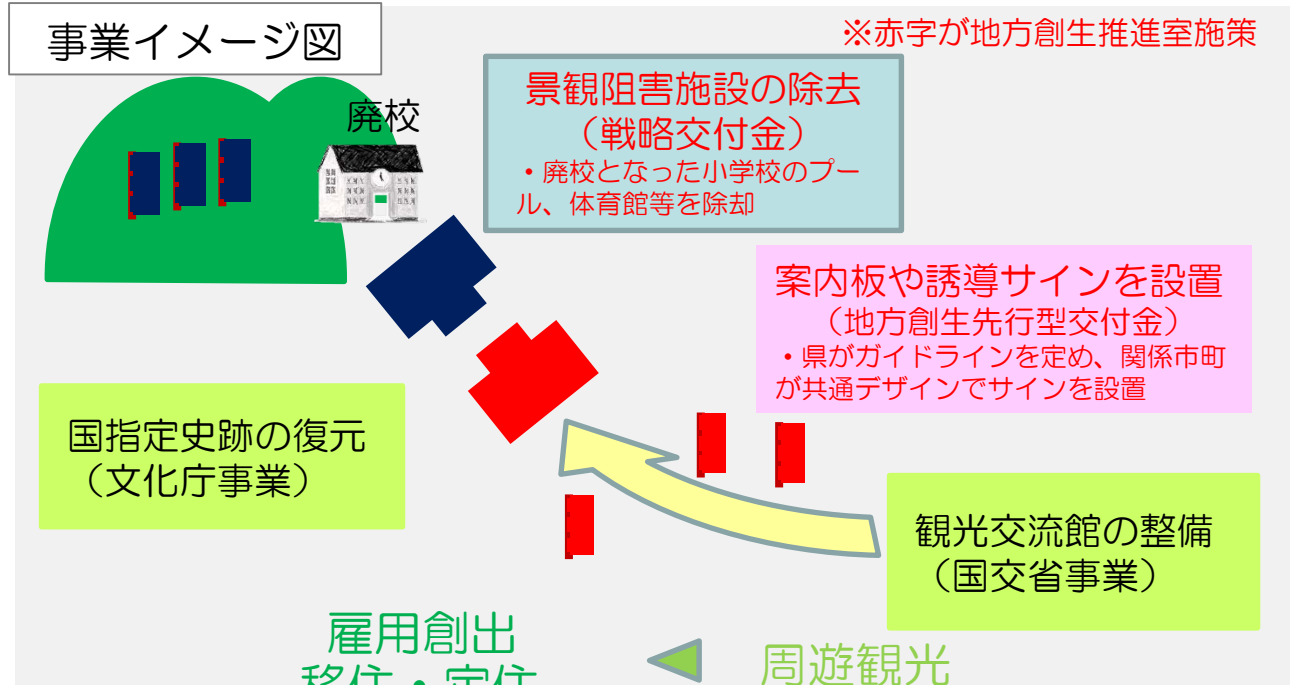 事業イメージ図
※赤字が地方創生推進室施策
廃校
景観阻害施設の除去
（戦略交付金）
・廃校となった小学校のプー
ル、体育館等を除却
案内板や誘導サインを設置
（地方創生先行型交付金）
・県がガイドラインを定め、関係市町
が共通デザインでサインを設置
国指定史跡の復元
（文化庁事業）
観光交流館の整備
（国交省事業）
雇用創出
移住・定住
周遊観光